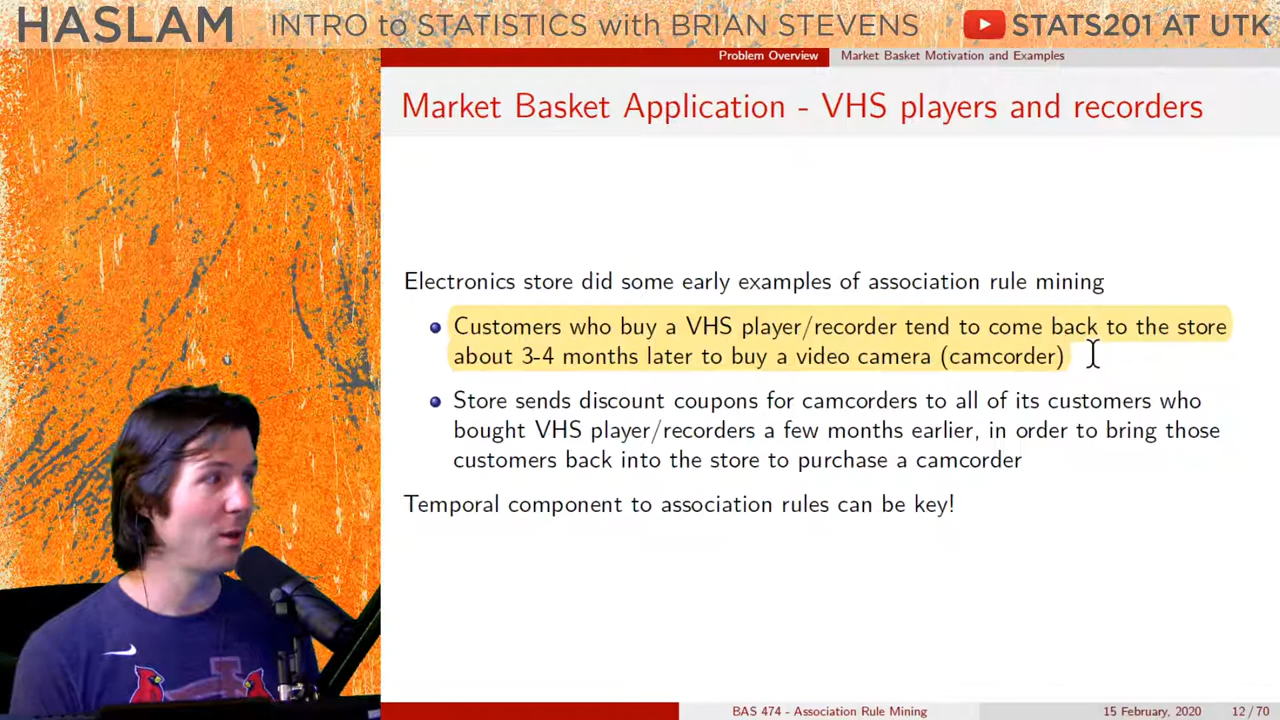 HASLAM INTRO to STATISTICS with BRIAN STEVENS STATS201 AT UTK
Problem Overview Market Basket Motivation and Examples
Market Basket Application - VHS players and recorders
Electronics store did some early examples of association rule mining
Customers who buy a VHS player/recorder tend to come back to the store
about 3-4 months later to buy a video camera (camcorder)
Store sends discount coupons for camcorders to all of its customers who
bought VHS player/recorders a few months earlier, in order to bring those
customers back into the store to purchase a camcorder
Temporal component to association rules can be key!
BAS 474 - Association Rule Mining 15 February, 2020 12 / 70